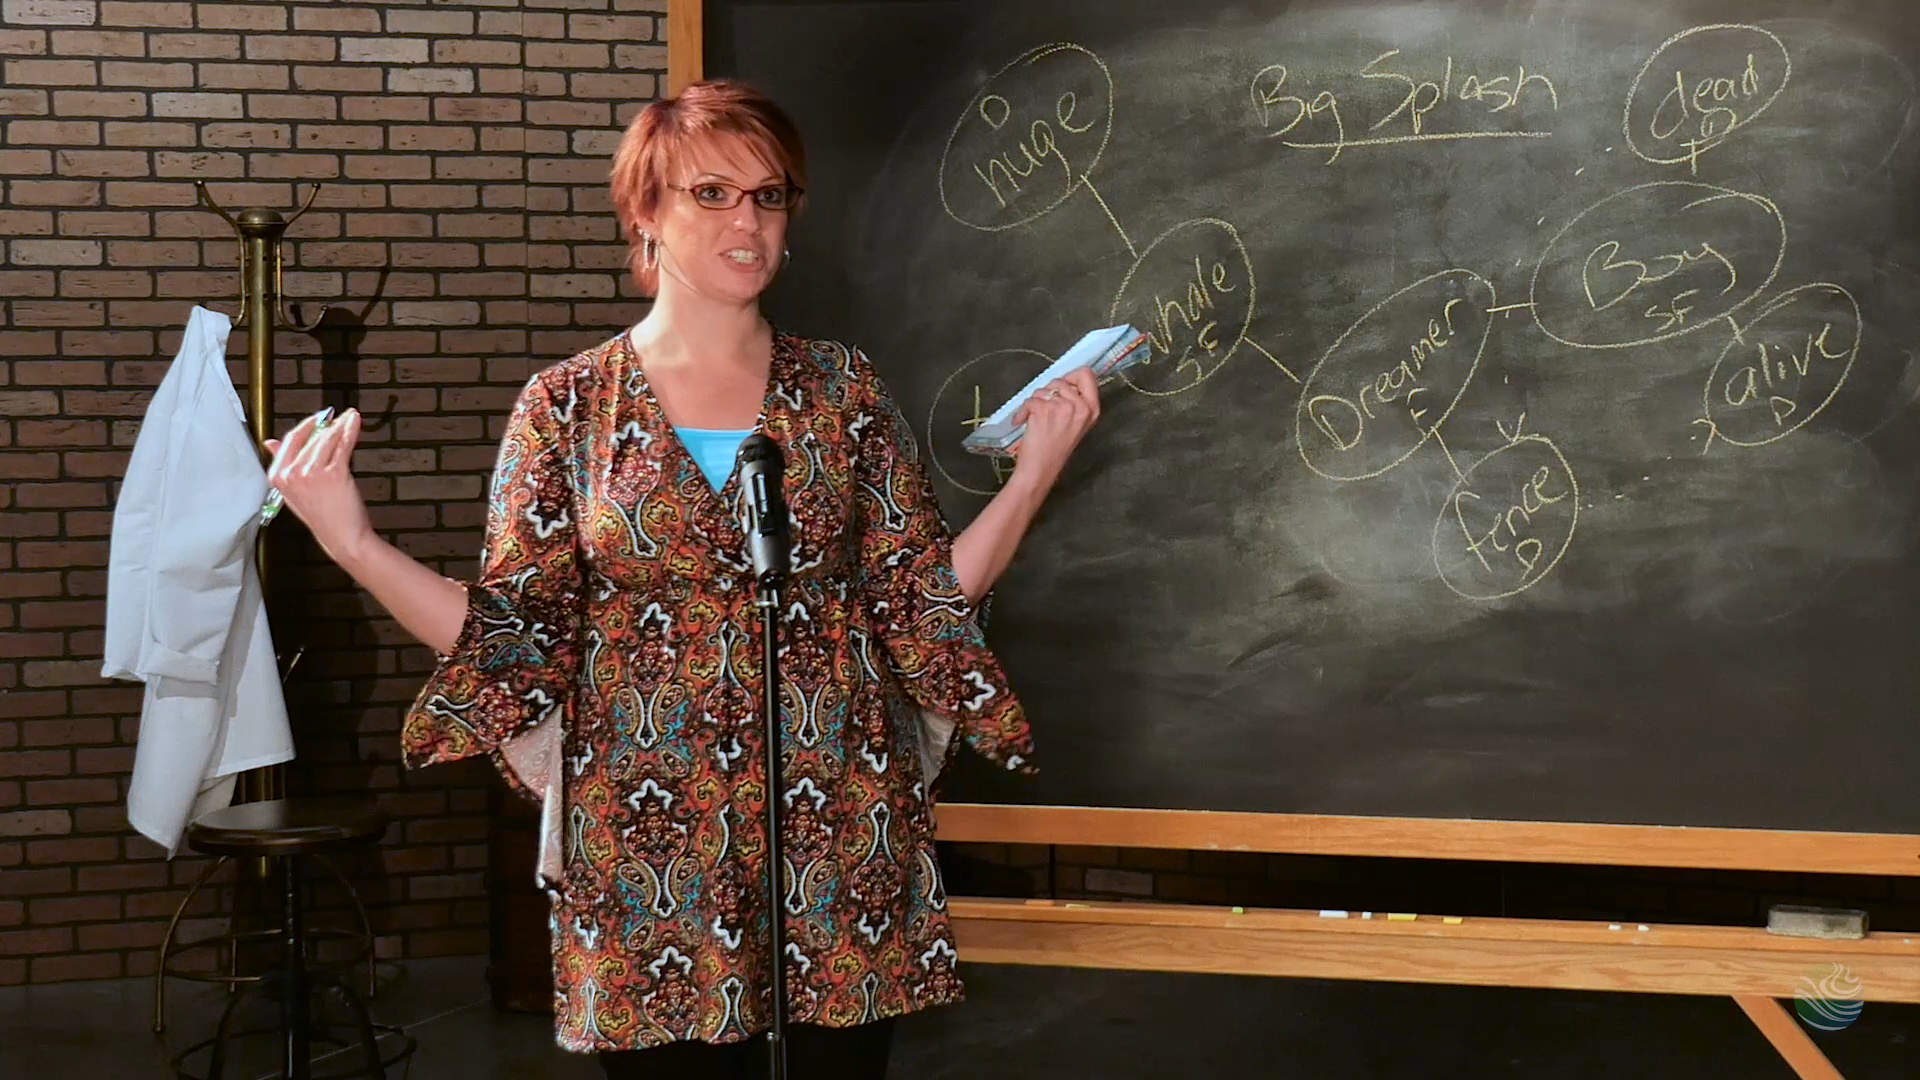 Big Splash
D
huge
dead
D
whale
SF
Dreamer
F
Boy
SF
alive
D
fence
D